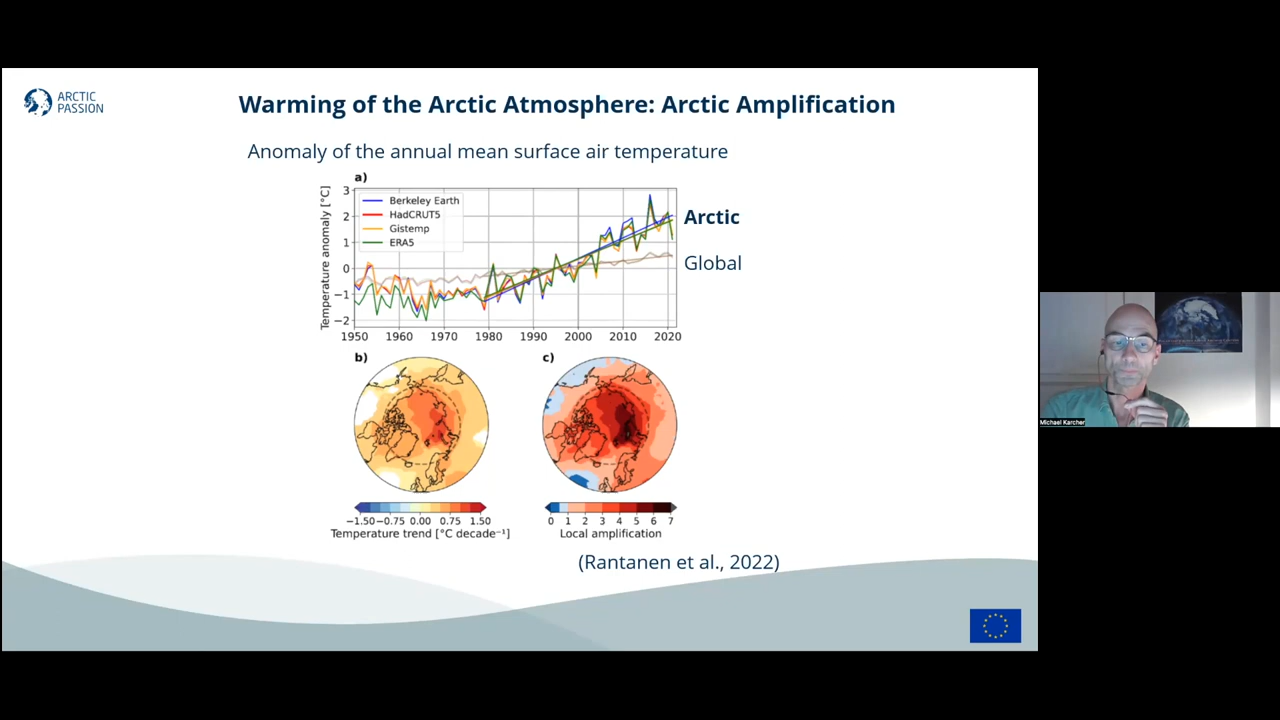 ARCTIC
PASSION
Warming of the Arctic Atmosphere: Arctic Amplification
Anomaly of the annual mean surface air temperature
a)
Temperature anomaly [°C]
3
2
1
0
−1
−2
Berkeley Earth
HadCRUT5
Gistemp
ERA5
1950 1960 1970 1980 1990 2000 2010 2020
Arctic
Global
b)
c)
−1.50 −0.75 0.00 0.75 1.50
Temperature trend [°C decade⁻¹]
0 1 2 3 4 5 6 7
Local amplification
(Rantanen et al., 2022)
Michael Karcher